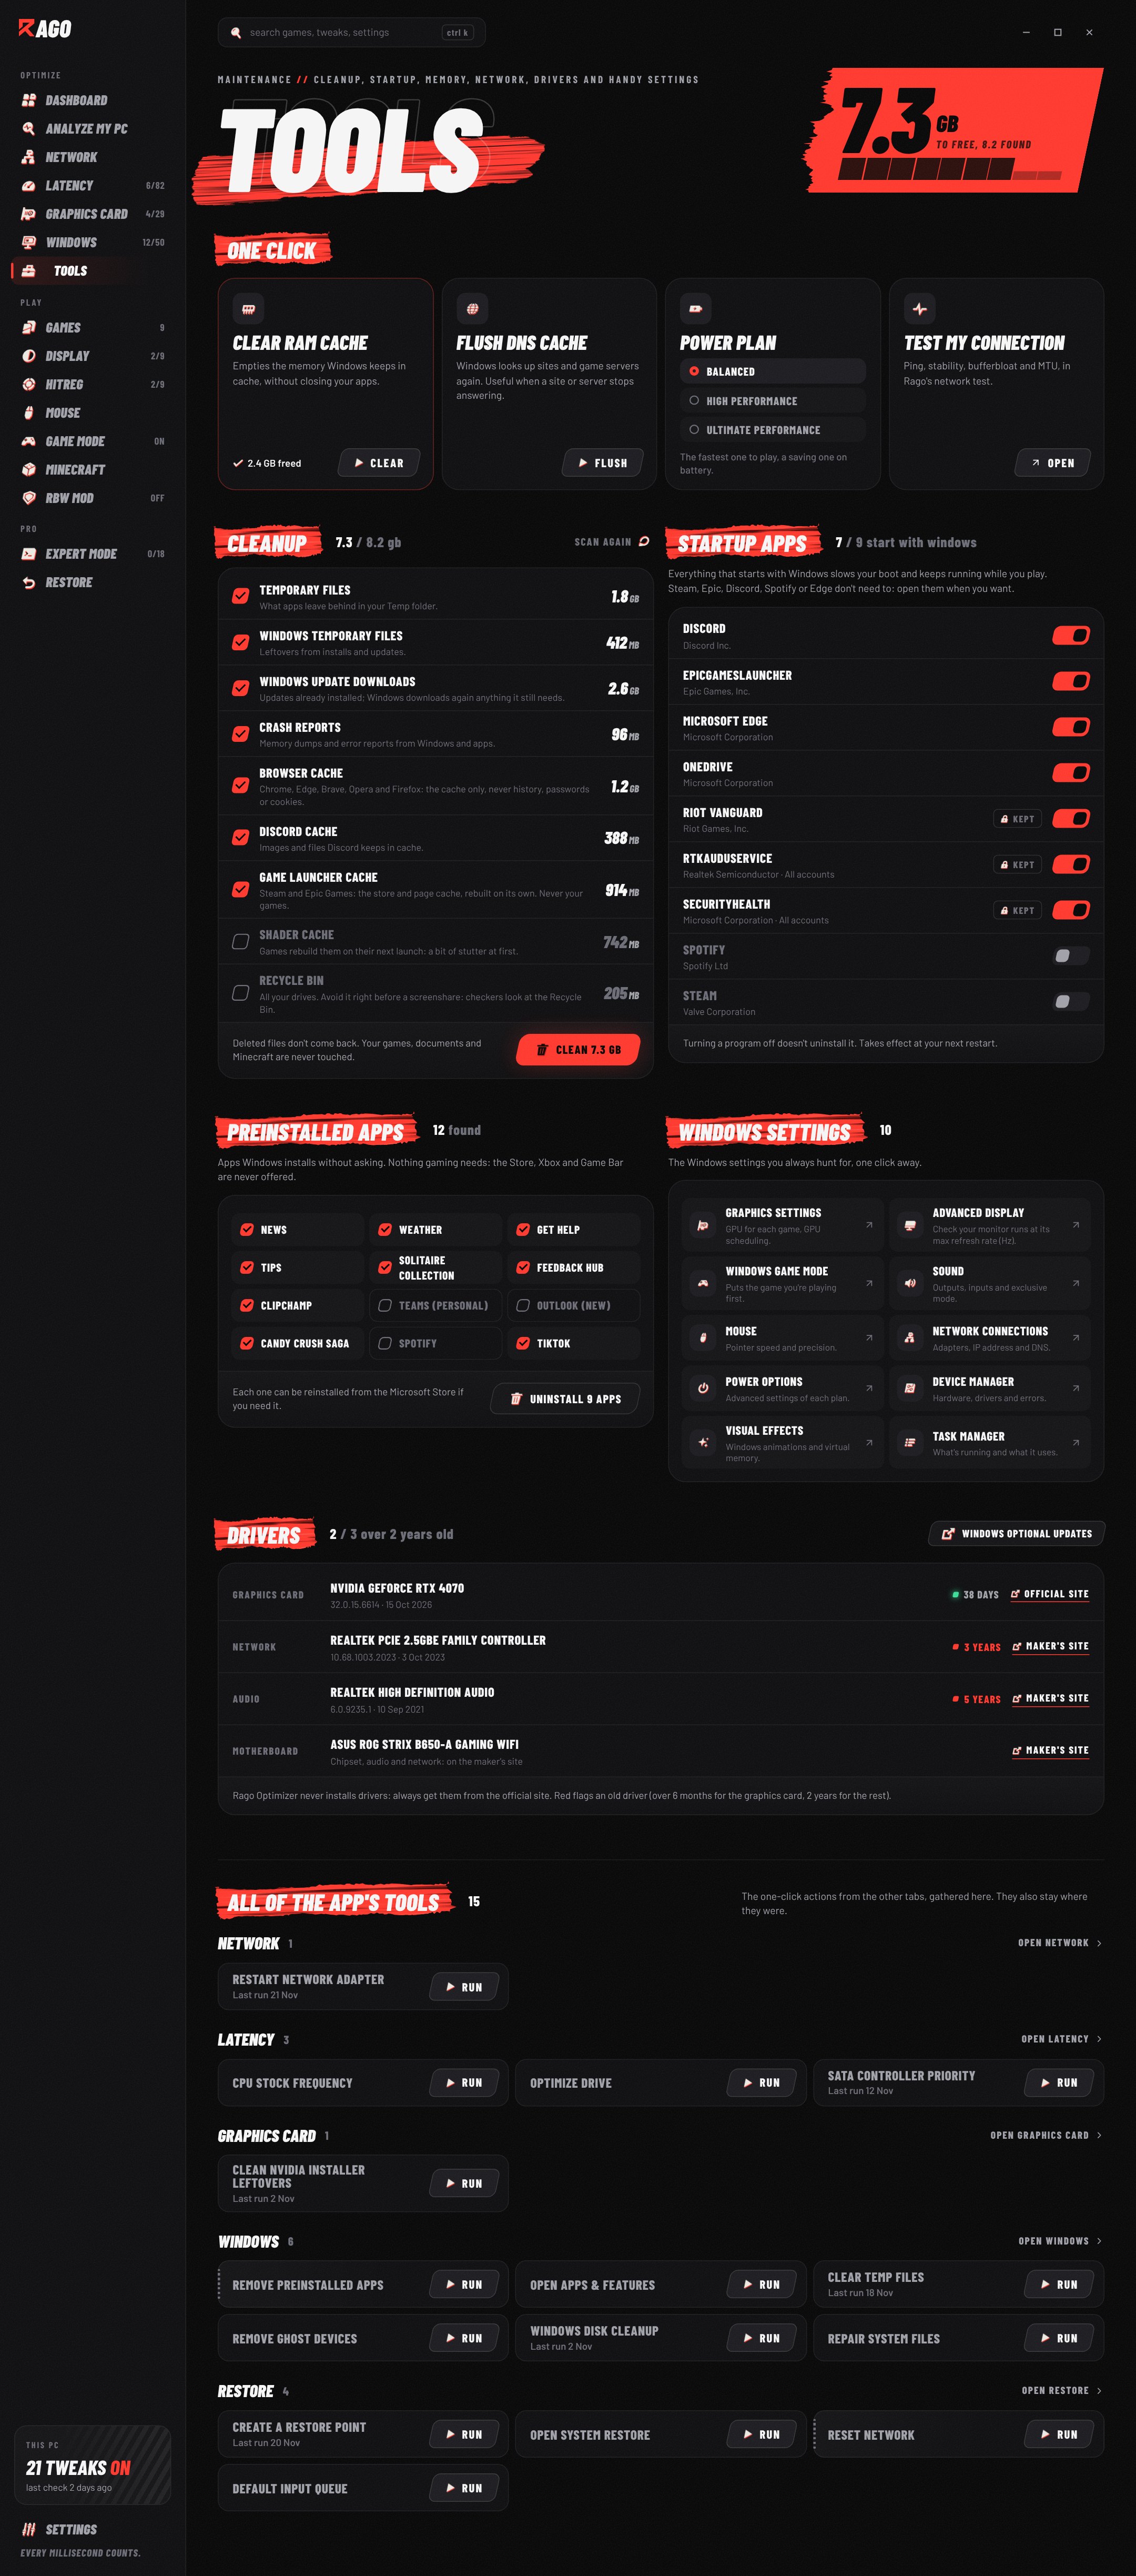 RAGO
search games, tweaks, settings
ctrl k
OPTIMIZE
DASHBOARD
ANALYZE MY PC
NETWORK
LATENCY 6/82
GRAPHICS CARD 4/29
WINDOWS 12/50
TOOLS
PLAY
GAMES 9
DISPLAY 2/9
HITREG 2/9
MOUSE
GAME MODE ON
MINECRAFT
RBW MOD OFF
PRO
EXPERT MODE 0/18
RESTORE
THIS PC
21 TWEAKS ON
last check 2 days ago
SETTINGS
EVERY MILLISECOND COUNTS.
MAINTENANCE // CLEANUP, STARTUP, MEMORY, NETWORK, DRIVERS AND HANDY SETTINGS
TOOLS
7.3 GB
TO FREE, 8.2 FOUND
ONE CLICK
CLEAR RAM CACHE
Empties the memory Windows keeps in
cache, without closing your apps.
2.4 GB freed
CLEAR
FLUSH DNS CACHE
Windows looks up sites and game servers
again. Useful when a site or server stops
answering.
FLUSH
POWER PLAN
BALANCED
HIGH PERFORMANCE
ULTIMATE PERFORMANCE
The fastest one to play, a saving one on
battery.
TEST MY CONNECTION
Ping, stability, bufferbloat and MTU, in
Rago's network test.
OPEN
CLEANUP
7.3 / 8.2 gb
SCAN AGAIN
TEMPORARY FILES
What apps leave behind in your Temp folder.
1.8 GB
WINDOWS TEMPORARY FILES
Leftovers from installs and updates.
412 MB
WINDOWS UPDATE DOWNLOADS
Updates already installed: Windows downloads again anything it still needs.
2.6 GB
CRASH REPORTS
Memory dumps and error reports from Windows and apps.
96 MB
BROWSER CACHE
Chrome, Edge, Brave, Opera and Firefox: the cache only, never history, passwords
or cookies.
1.2 GB
DISCORD CACHE
Images and files Discord keeps in cache.
388 MB
GAME LAUNCHER CACHE
Steam and Epic Games: the store and page cache, rebuilt on its own. Never your
games.
914 MB
SHADER CACHE
Games rebuild them on their next launch: a bit of stutter at first.
742 MB
RECYCLE BIN
All your drives. Avoid it right before a screenshare: checkers look at the Recycle
Bin.
205 MB
Deleted files don't come back. Your games, documents and
Minecraft are never touched.
CLEAN 7.3 GB
STARTUP APPS
7 / 9 start with windows
Everything that starts with Windows slows your boot and keeps running while you play.
Steam, Epic, Discord, Spotify or Edge don't need to: open them when you want.
DISCORD
Discord Inc.
EPICGAMESLAUNCHER
Epic Games, Inc.
MICROSOFT EDGE
Microsoft Corporation
ONEDRIVE
Microsoft Corporation
RIOT VANGUARD
Riot Games, Inc.
KEPT
RTKAUDUSERVICE
Realtek Semiconductor · All accounts
KEPT
SECURITYHEALTH
Microsoft Corporation · All accounts
KEPT
SPOTIFY
Spotify Ltd
STEAM
Valve Corporation
Turning a program off doesn't uninstall it. Takes effect at your next restart.
PREINSTALLED APPS
12 found
Apps Windows installs without asking. Nothing gaming needs: the Store, Xbox and Game Bar
are never offered.
NEWS
WEATHER
GET HELP
TIPS
SOLITAIRE
COLLECTION
FEEDBACK HUB
CLIPCHAMP
TEAMS (PERSONAL)
OUTLOOK (NEW)
CANDY CRUSH SAGA
SPOTIFY
TIKTOK
Each one can be reinstalled from the Microsoft Store if
you need it.
UNINSTALL 9 APPS
WINDOWS SETTINGS
10
The Windows settings you always hunt for, one click away.
GRAPHICS SETTINGS
GPU for each game, GPU
scheduling.
ADVANCED DISPLAY
Check your monitor runs at its
max refresh rate (Hz).
WINDOWS GAME MODE
Puts the game you're playing
first.
SOUND
Outputs, inputs and exclusive
mode.
MOUSE
Pointer speed and precision.
NETWORK CONNECTIONS
Adapters, IP address and DNS.
POWER OPTIONS
Advanced settings of each plan.
DEVICE MANAGER
Hardware, drivers and errors.
VISUAL EFFECTS
Windows animations and virtual
memory.
TASK MANAGER
What's running and what it uses.
DRIVERS
2 / 3 over 2 years old
WINDOWS OPTIONAL UPDATES
GRAPHICS CARD
NVIDIA GEFORCE RTX 4070
32.0.15.6614 · 15 Oct 2026
38 DAYS
OFFICIAL SITE
NETWORK
REALTEK PCIE 2.5GBE FAMILY CONTROLLER
10.68.1003.2023 · 3 Oct 2023
3 YEARS
MAKER'S SITE
AUDIO
REALTEK HIGH DEFINITION AUDIO
6.0.9235.1 · 10 Sep 2021
5 YEARS
MAKER'S SITE
MOTHERBOARD
ASUS ROG STRIX B650-A GAMING WIFI
Chipset, audio and network: on the maker's site
MAKER'S SITE
Rago Optimizer never installs drivers: always get them from the official site. Red flags an old driver (over 6 months for the graphics card, 2 years for the rest).
ALL OF THE APP'S TOOLS
15
The one-click actions from the other tabs, gathered here. They also stay where
they were.
NETWORK 1
OPEN NETWORK
RESTART NETWORK ADAPTER
Last run 21 Nov
RUN
LATENCY 3
OPEN LATENCY
CPU STOCK FREQUENCY
RUN
OPTIMIZE DRIVE
RUN
SATA CONTROLLER PRIORITY
Last run 12 Nov
RUN
GRAPHICS CARD 1
OPEN GRAPHICS CARD
CLEAN NVIDIA INSTALLER
LEFTOVERS
Last run 2 Nov
RUN
WINDOWS 6
OPEN WINDOWS
REMOVE PREINSTALLED APPS
RUN
OPEN APPS & FEATURES
RUN
CLEAR TEMP FILES
Last run 18 Nov
RUN
REMOVE GHOST DEVICES
RUN
WINDOWS DISK CLEANUP
Last run 2 Nov
RUN
REPAIR SYSTEM FILES
RUN
RESTORE 4
OPEN RESTORE
CREATE A RESTORE POINT
Last run 20 Nov
RUN
OPEN SYSTEM RESTORE
RUN
RESET NETWORK
RUN
DEFAULT INPUT QUEUE
RUN